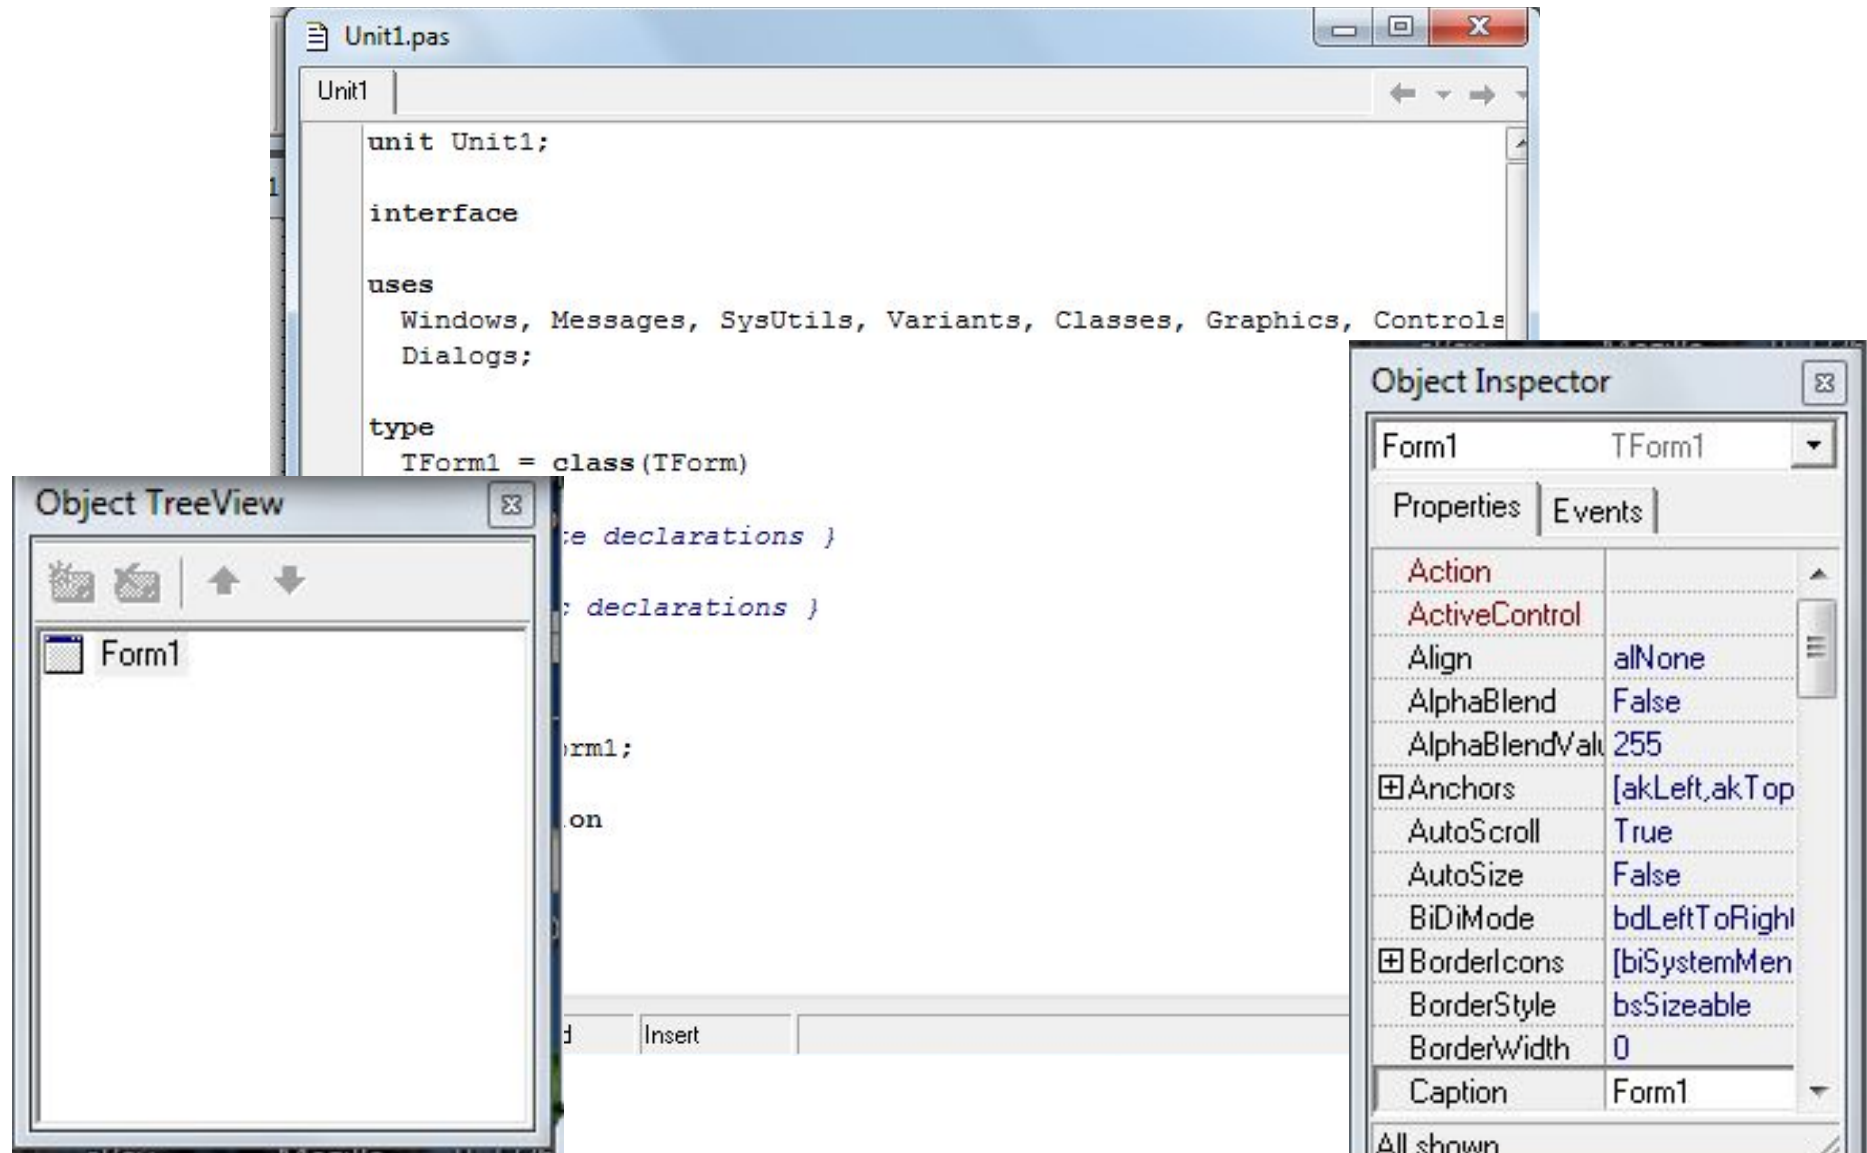 Unit1.pas
Unit1
unit Unit1;
interface
uses
Windows, Messages, SysUtils, Variants, Classes, Graphics, Controls
Dialogs;
type
TForm1 = class(TForm)
declarations }
declarations }
rm1;
on
Insert
Object TreeView
Form1
Object Inspector
Form1 TForm1
Properties Events
Action
ActiveControl
Align alNone
AlphaBlend False
AlphaBlendValu 255
Anchors [akLeft,akTop
AutoScroll True
AutoSize False
BiDiMode bdLeftToRigh
BorderIcons [biSystemMen
BorderStyle bsSizeable
BorderWidth 0
Caption Form1
All shown